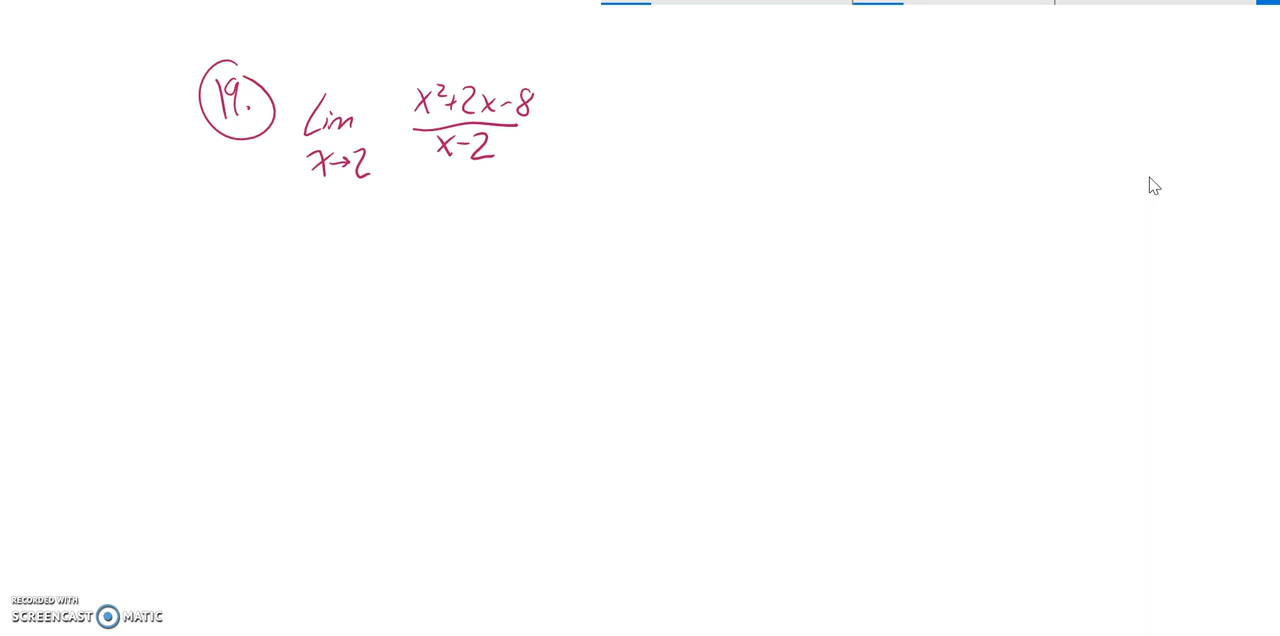 19. Lim x²+2x-8
x→2 x-2
RECORDED WITH
SCREENCAST MATIC